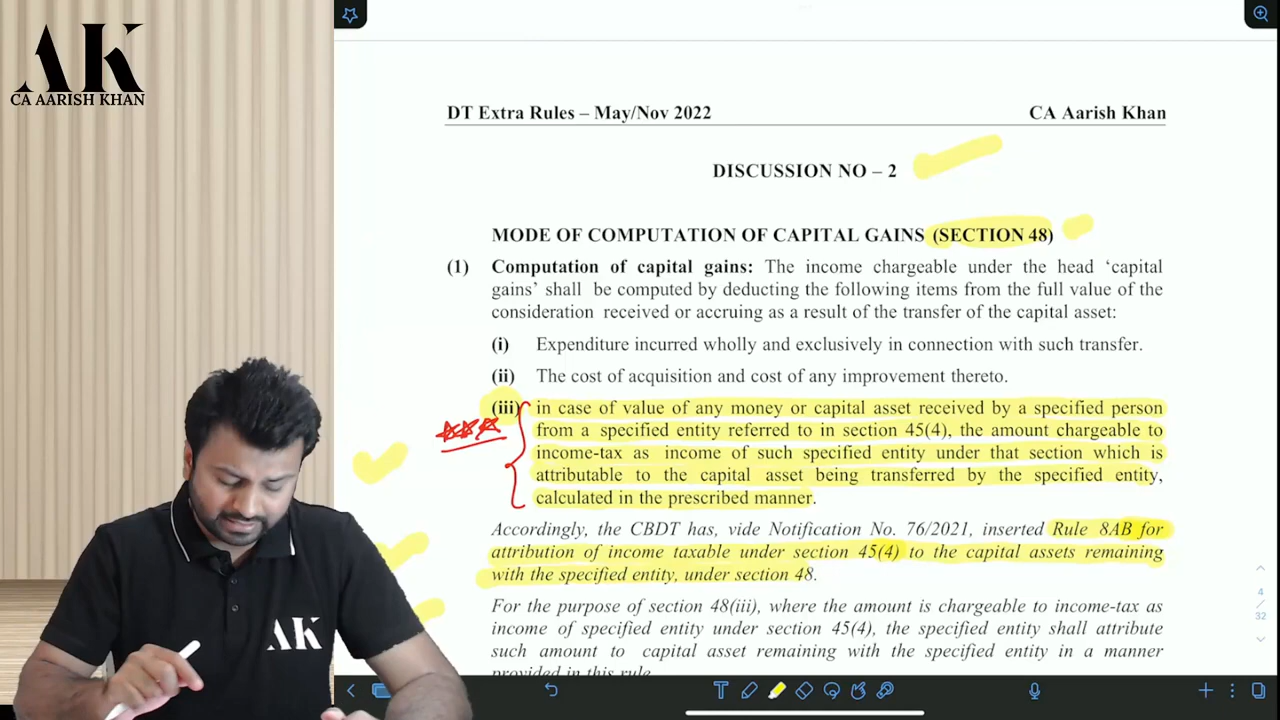 AK
CA AARISH KHAN
DT Extra Rules – May/Nov 2022 CA Aarish Khan
DISCUSSION NO – 2
MODE OF COMPUTATION OF CAPITAL GAINS (SECTION 48)
(1) Computation of capital gains: The income chargeable under the head ‘capital
gains’ shall be computed by deducting the following items from the full value of the
consideration received or accruing as a result of the transfer of the capital asset:
(i) Expenditure incurred wholly and exclusively in connection with such transfer.
(ii) The cost of acquisition and cost of any improvement thereto.
(iii) in case of value of any money or capital asset received by a specified person
from a specified entity referred to in section 45(4), the amount chargeable to
income-tax as income of such specified entity under that section which is
attributable to the capital asset being transferred by the specified entity,
calculated in the prescribed manner.
Accordingly, the CBDT has, vide Notification No. 76/2021, inserted Rule 8AB for
attribution of income taxable under section 45(4) to the capital assets remaining
with the specified entity, under section 48.
For the purpose of section 48(iii), where the amount is chargeable to income-tax as
income of specified entity under section 45(4), the specified entity shall attribute
such amount to capital asset remaining with the specified entity in a manner
provided in this rule.
4
/
32
AK
T